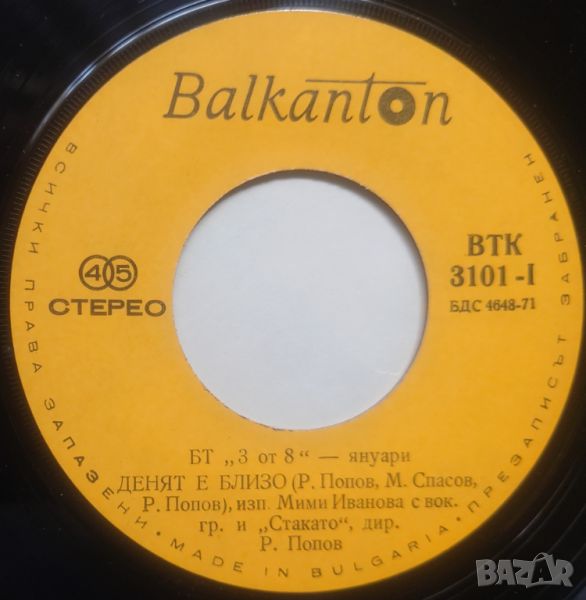 Balkanton
ВСИЧКИ ПРАВА ЗАПАЗЕНИ · MADE IN BULGARIA · ПРЕЗАПИСЪТ ЗАБРАНЕН
45
СТЕРЕО
ВТК
3101-I
БДС 4648-71
БТ „3 от 8“ — януари
ДЕНЯТ Е БЛИЗО (Р. Попов, М. Спасов,
Р. Попов), изп. Мими Иванова с вок.
гр. и „Стакато“, дир.
Р. Попов
BAZAR